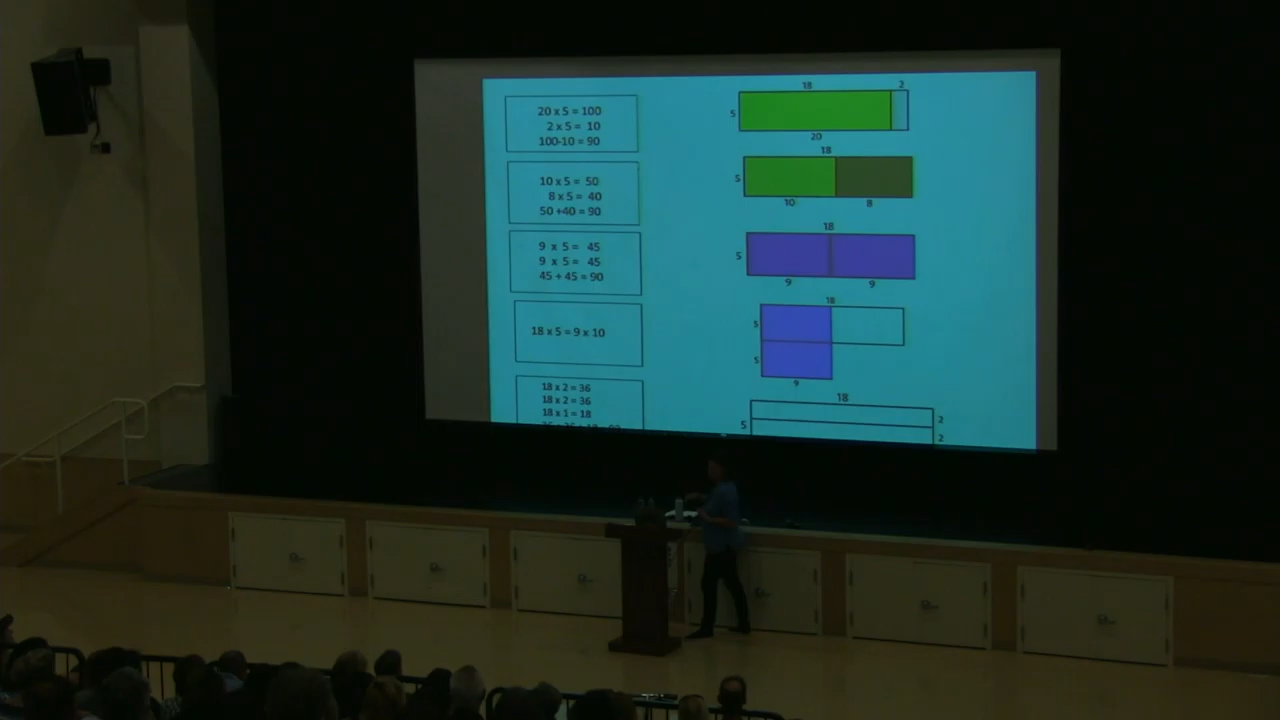 20 x 5 = 100
2 x 5 = 10
100-10 = 90
18 2
5
20
10 x 5 = 50
8 x 5 = 40
50 +40 = 90
18
5
10 8
9 x 5 = 45
9 x 5 = 45
45 + 45 = 90
18
5
9 9
18 x 5 = 9 x 10
18
5
5
9
18 x 2 = 36
18 x 2 = 36
18 x 1 = 18
18
5
2
2